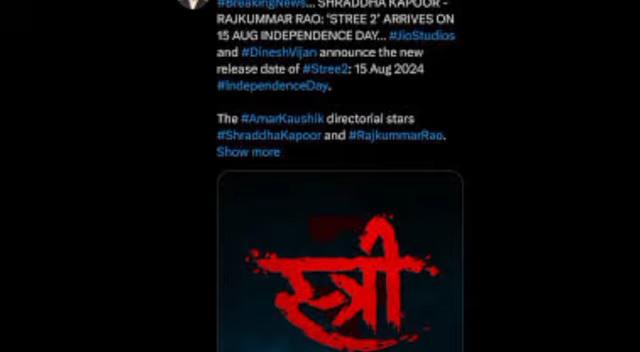 #BreakingNews... SHRADDHA KAPOOR -
RAJKUMMAR RAO: 'STREE 2' ARRIVES ON
15 AUG INDEPENDENCE DAY... #JioStudios
and #DineshVijan announce the new
release date of #Stree2: 15 Aug 2024
#IndependenceDay.
The #AmarKaushik directorial stars
#ShraddhaKapoor and #RajkummarRao.
Show more
स्त्री